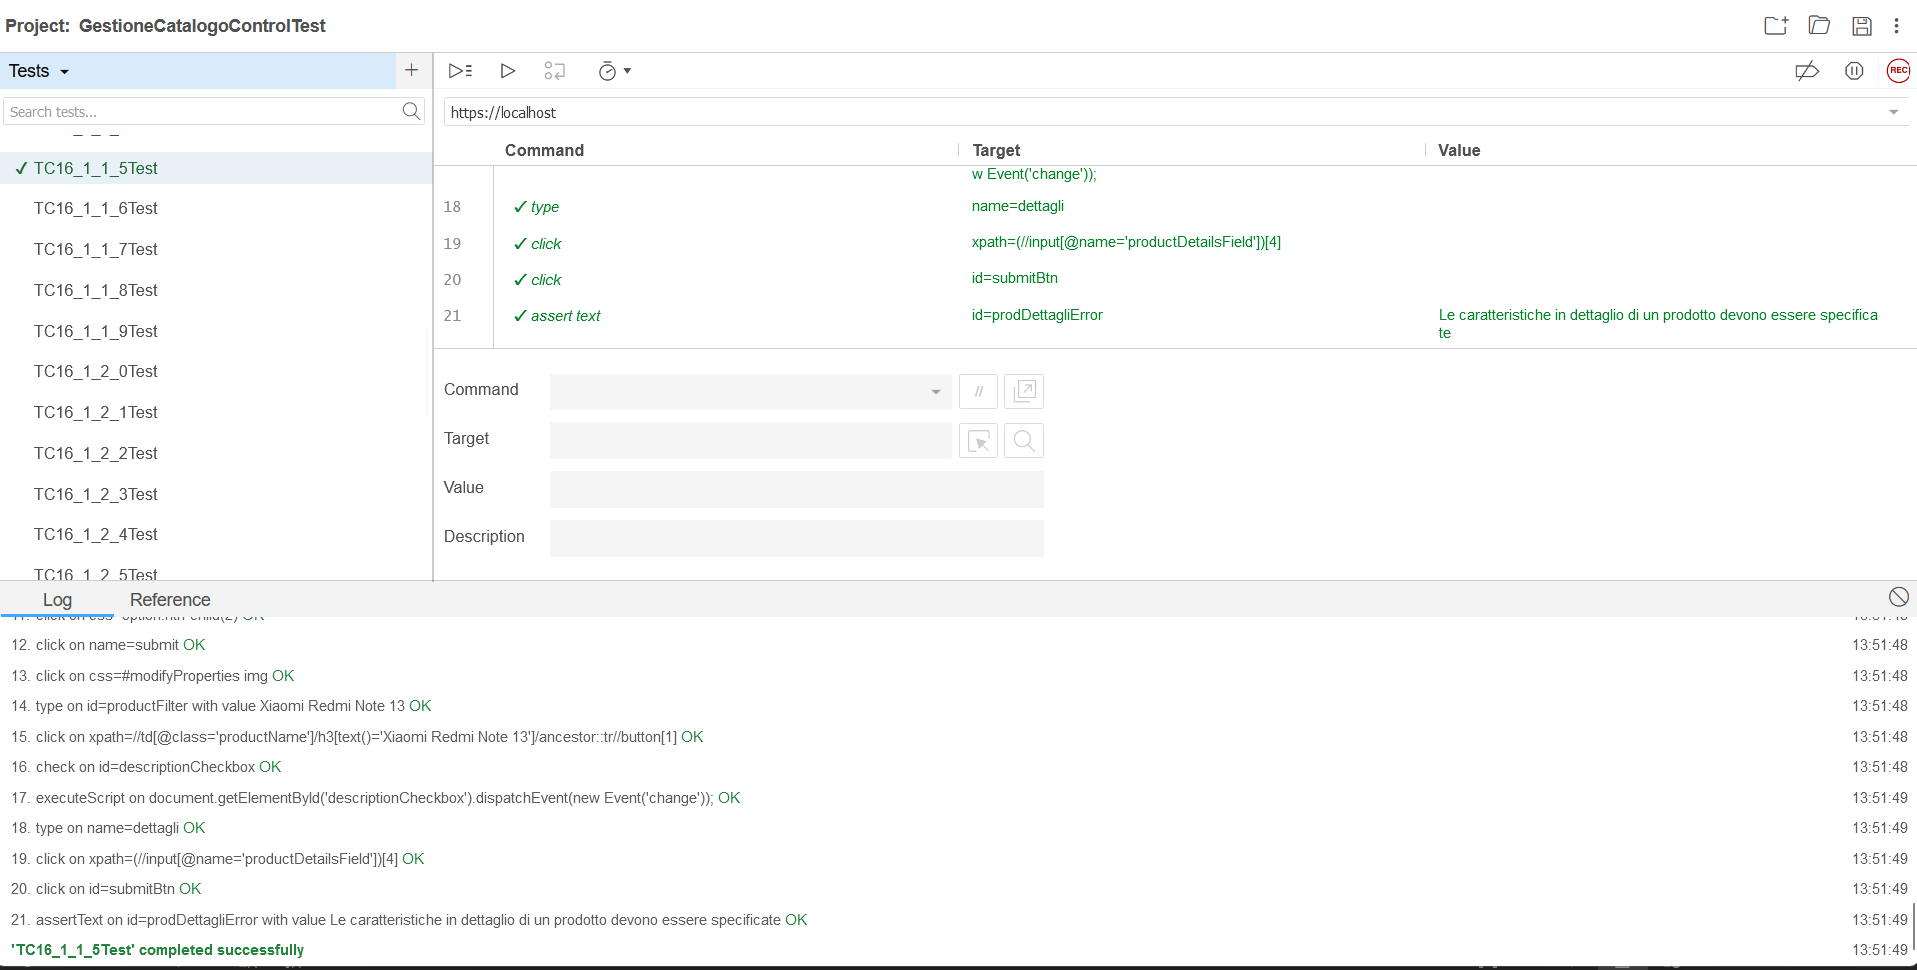 Project: GestioneCatalogoControlTest
Tests
Search tests...
TC16_1_1_5Test
TC16_1_1_6Test
TC16_1_1_7Test
TC16_1_1_8Test
TC16_1_1_9Test
TC16_1_2_0Test
TC16_1_2_1Test
TC16_1_2_2Test
TC16_1_2_3Test
TC16_1_2_4Test
TC16_1_2_5Test
REC
https://localhost
Command Target Value
w Event('change'));
18 ✓ type name=dettagli
19 ✓ click xpath=(//input[@name='productDetailsField'])[4]
20 ✓ click id=submitBtn
21 ✓ assert text id=prodDettagliError Le caratteristiche in dettaglio di un prodotto devono essere specifica
te
Command //
Target
Value
Description
Log Reference
12. click on name=submit OK 13:51:48
13. click on css=#modifyProperties img OK 13:51:48
14. type on id=productFilter with value Xiaomi Redmi Note 13 OK 13:51:48
15. click on xpath=//td[@class='productName']/h3[text()='Xiaomi Redmi Note 13']/ancestor::tr//button[1] OK 13:51:48
16. check on id=descriptionCheckbox OK 13:51:48
17. executeScript on document.getElementById('descriptionCheckbox').dispatchEvent(new Event('change')); OK 13:51:49
18. type on name=dettagli OK 13:51:49
19. click on xpath=(//input[@name='productDetailsField'])[4] OK 13:51:49
20. click on id=submitBtn OK 13:51:49
21. assertText on id=prodDettagliError with value Le caratteristiche in dettaglio di un prodotto devono essere specificate OK 13:51:49
'TC16_1_1_5Test' completed successfully 13:51:49